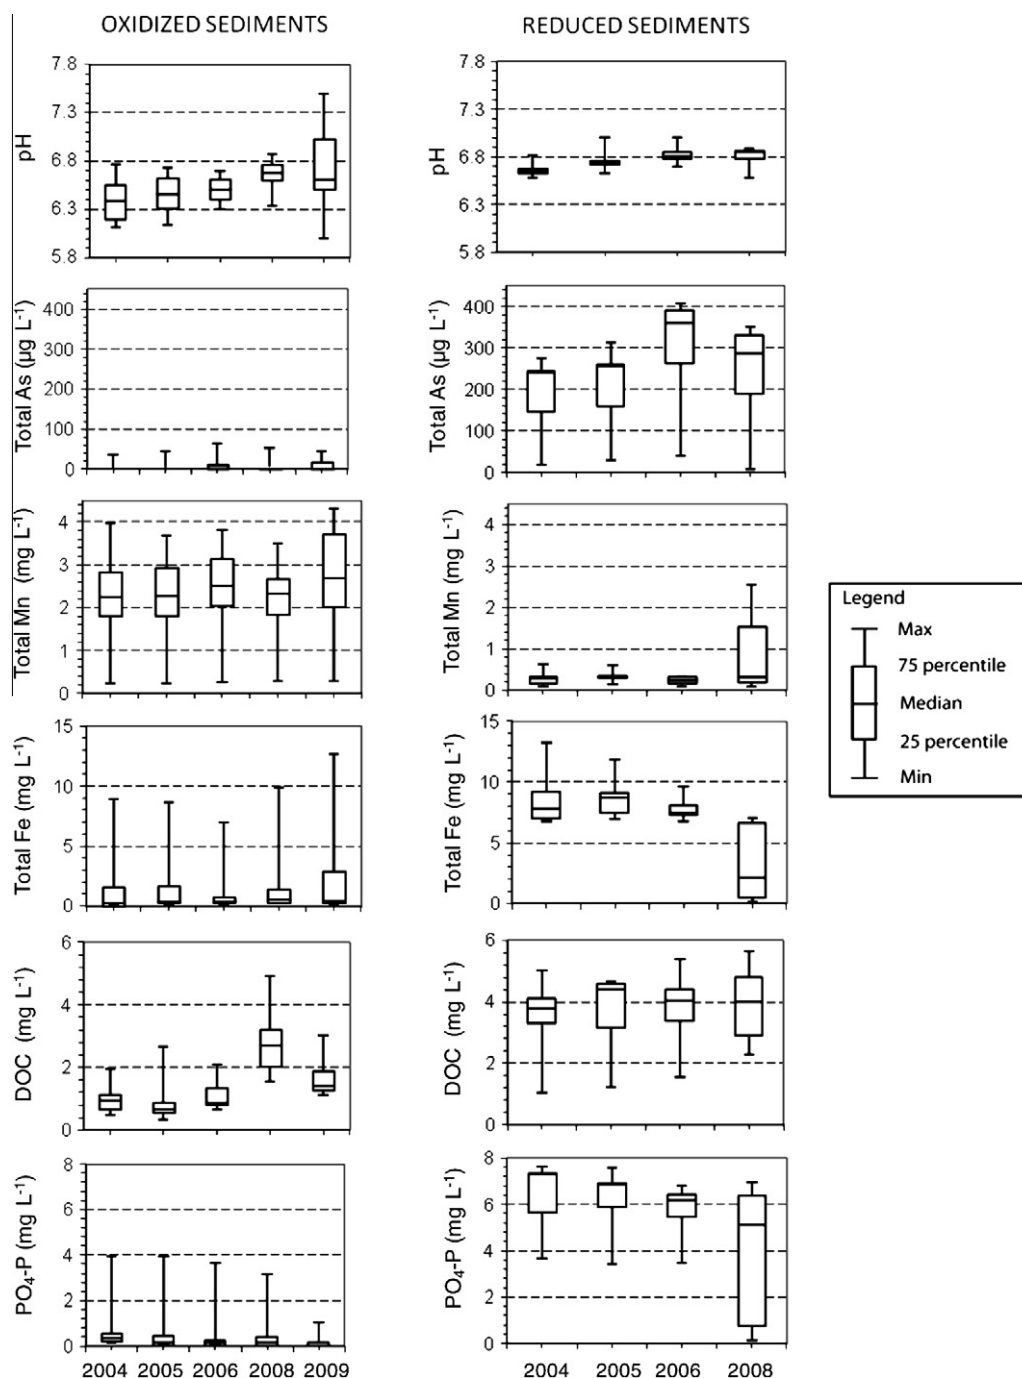 OXIDIZED SEDIMENTS
REDUCED SEDIMENTS
pH
7.8
7.3
6.8
6.3
5.8
pH
7.8
7.3
6.8
6.3
5.8
Total As (µg L⁻¹)
400
300
200
100
0
Total As (µg L⁻¹)
400
300
200
100
0
Total Mn (mg L⁻¹)
4
3
2
1
0
Total Mn (mg L⁻¹)
4
3
2
1
0
Legend
Max
75 percentile
Median
25 percentile
Min
Total Fe (mg L⁻¹)
15
10
5
0
Total Fe (mg L⁻¹)
15
10
5
0
DOC (mg L⁻¹)
6
4
2
0
DOC (mg L⁻¹)
6
4
2
0
PO₄-P (mg L⁻¹)
8
6
4
2
0
2004 2005 2006 2008 2009
PO₄-P (mg L⁻¹)
8
6
4
2
0
2004 2005 2006 2008